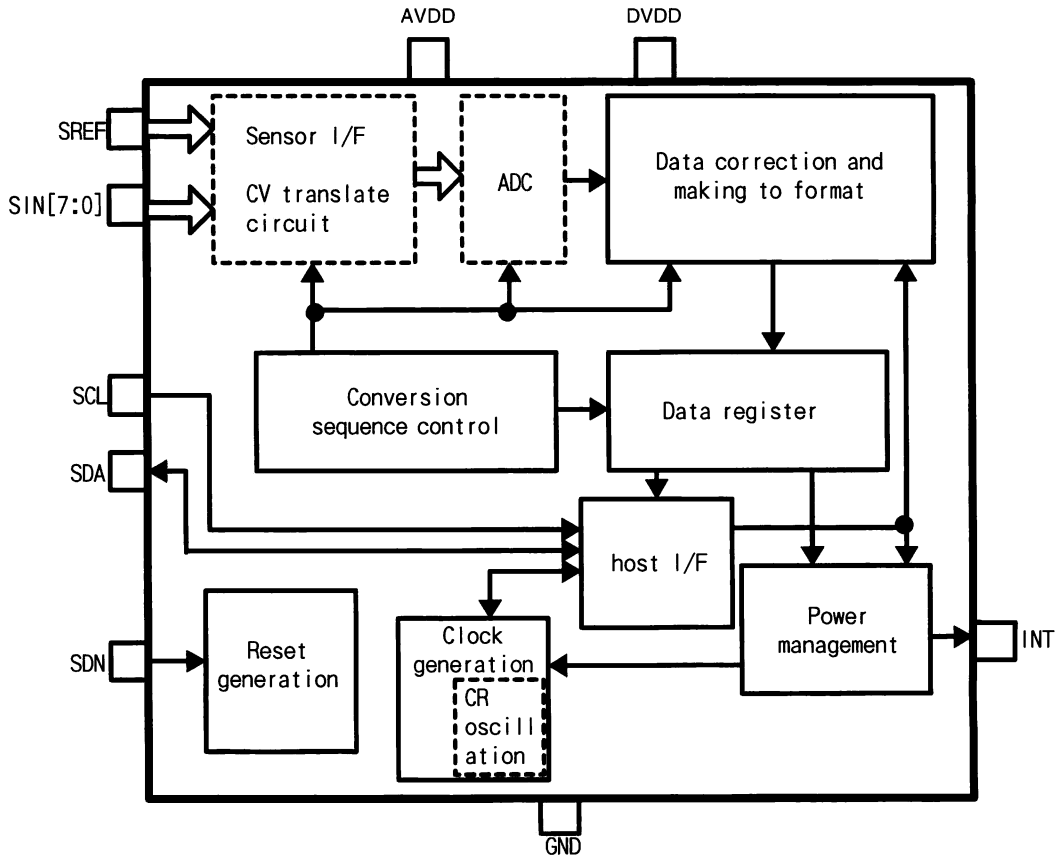 AVDD
DVDD
SREF
SIN[7:0]
Sensor I/F
CV translate
circuit
ADC
Data correction and
making to format
SCL
SDA
Conversion
sequence control
Data register
host I/F
Power
management
INT
SDN
Reset
generation
Clock
generation
CR
oscill
ation
GND